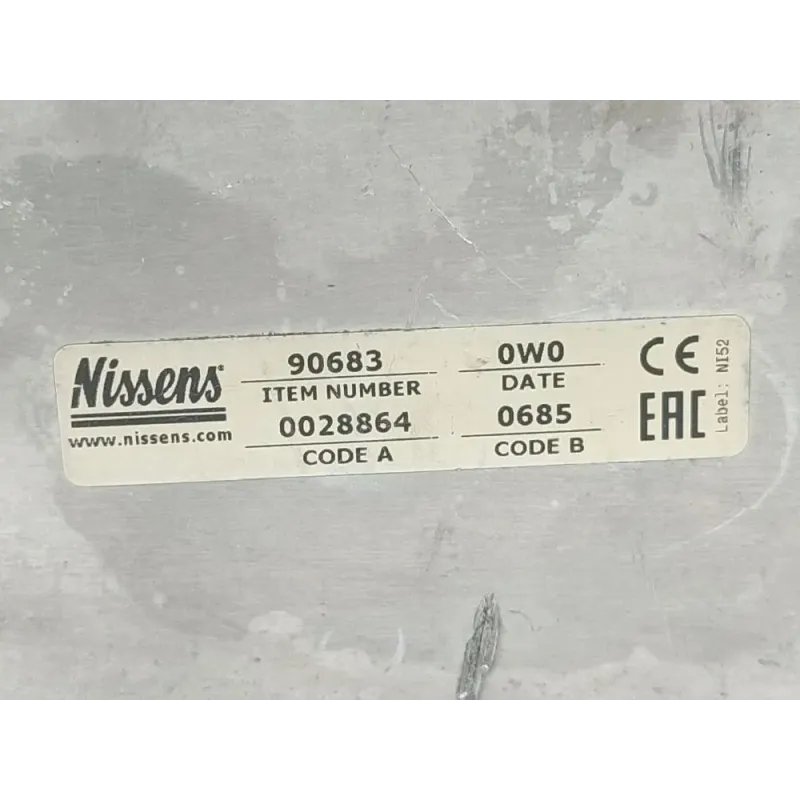 Nissens
www.nissens.com
90683
ITEM NUMBER
0028864
CODE A
0W0
DATE
0685
CODE B
CE
EAC
Label: NI52